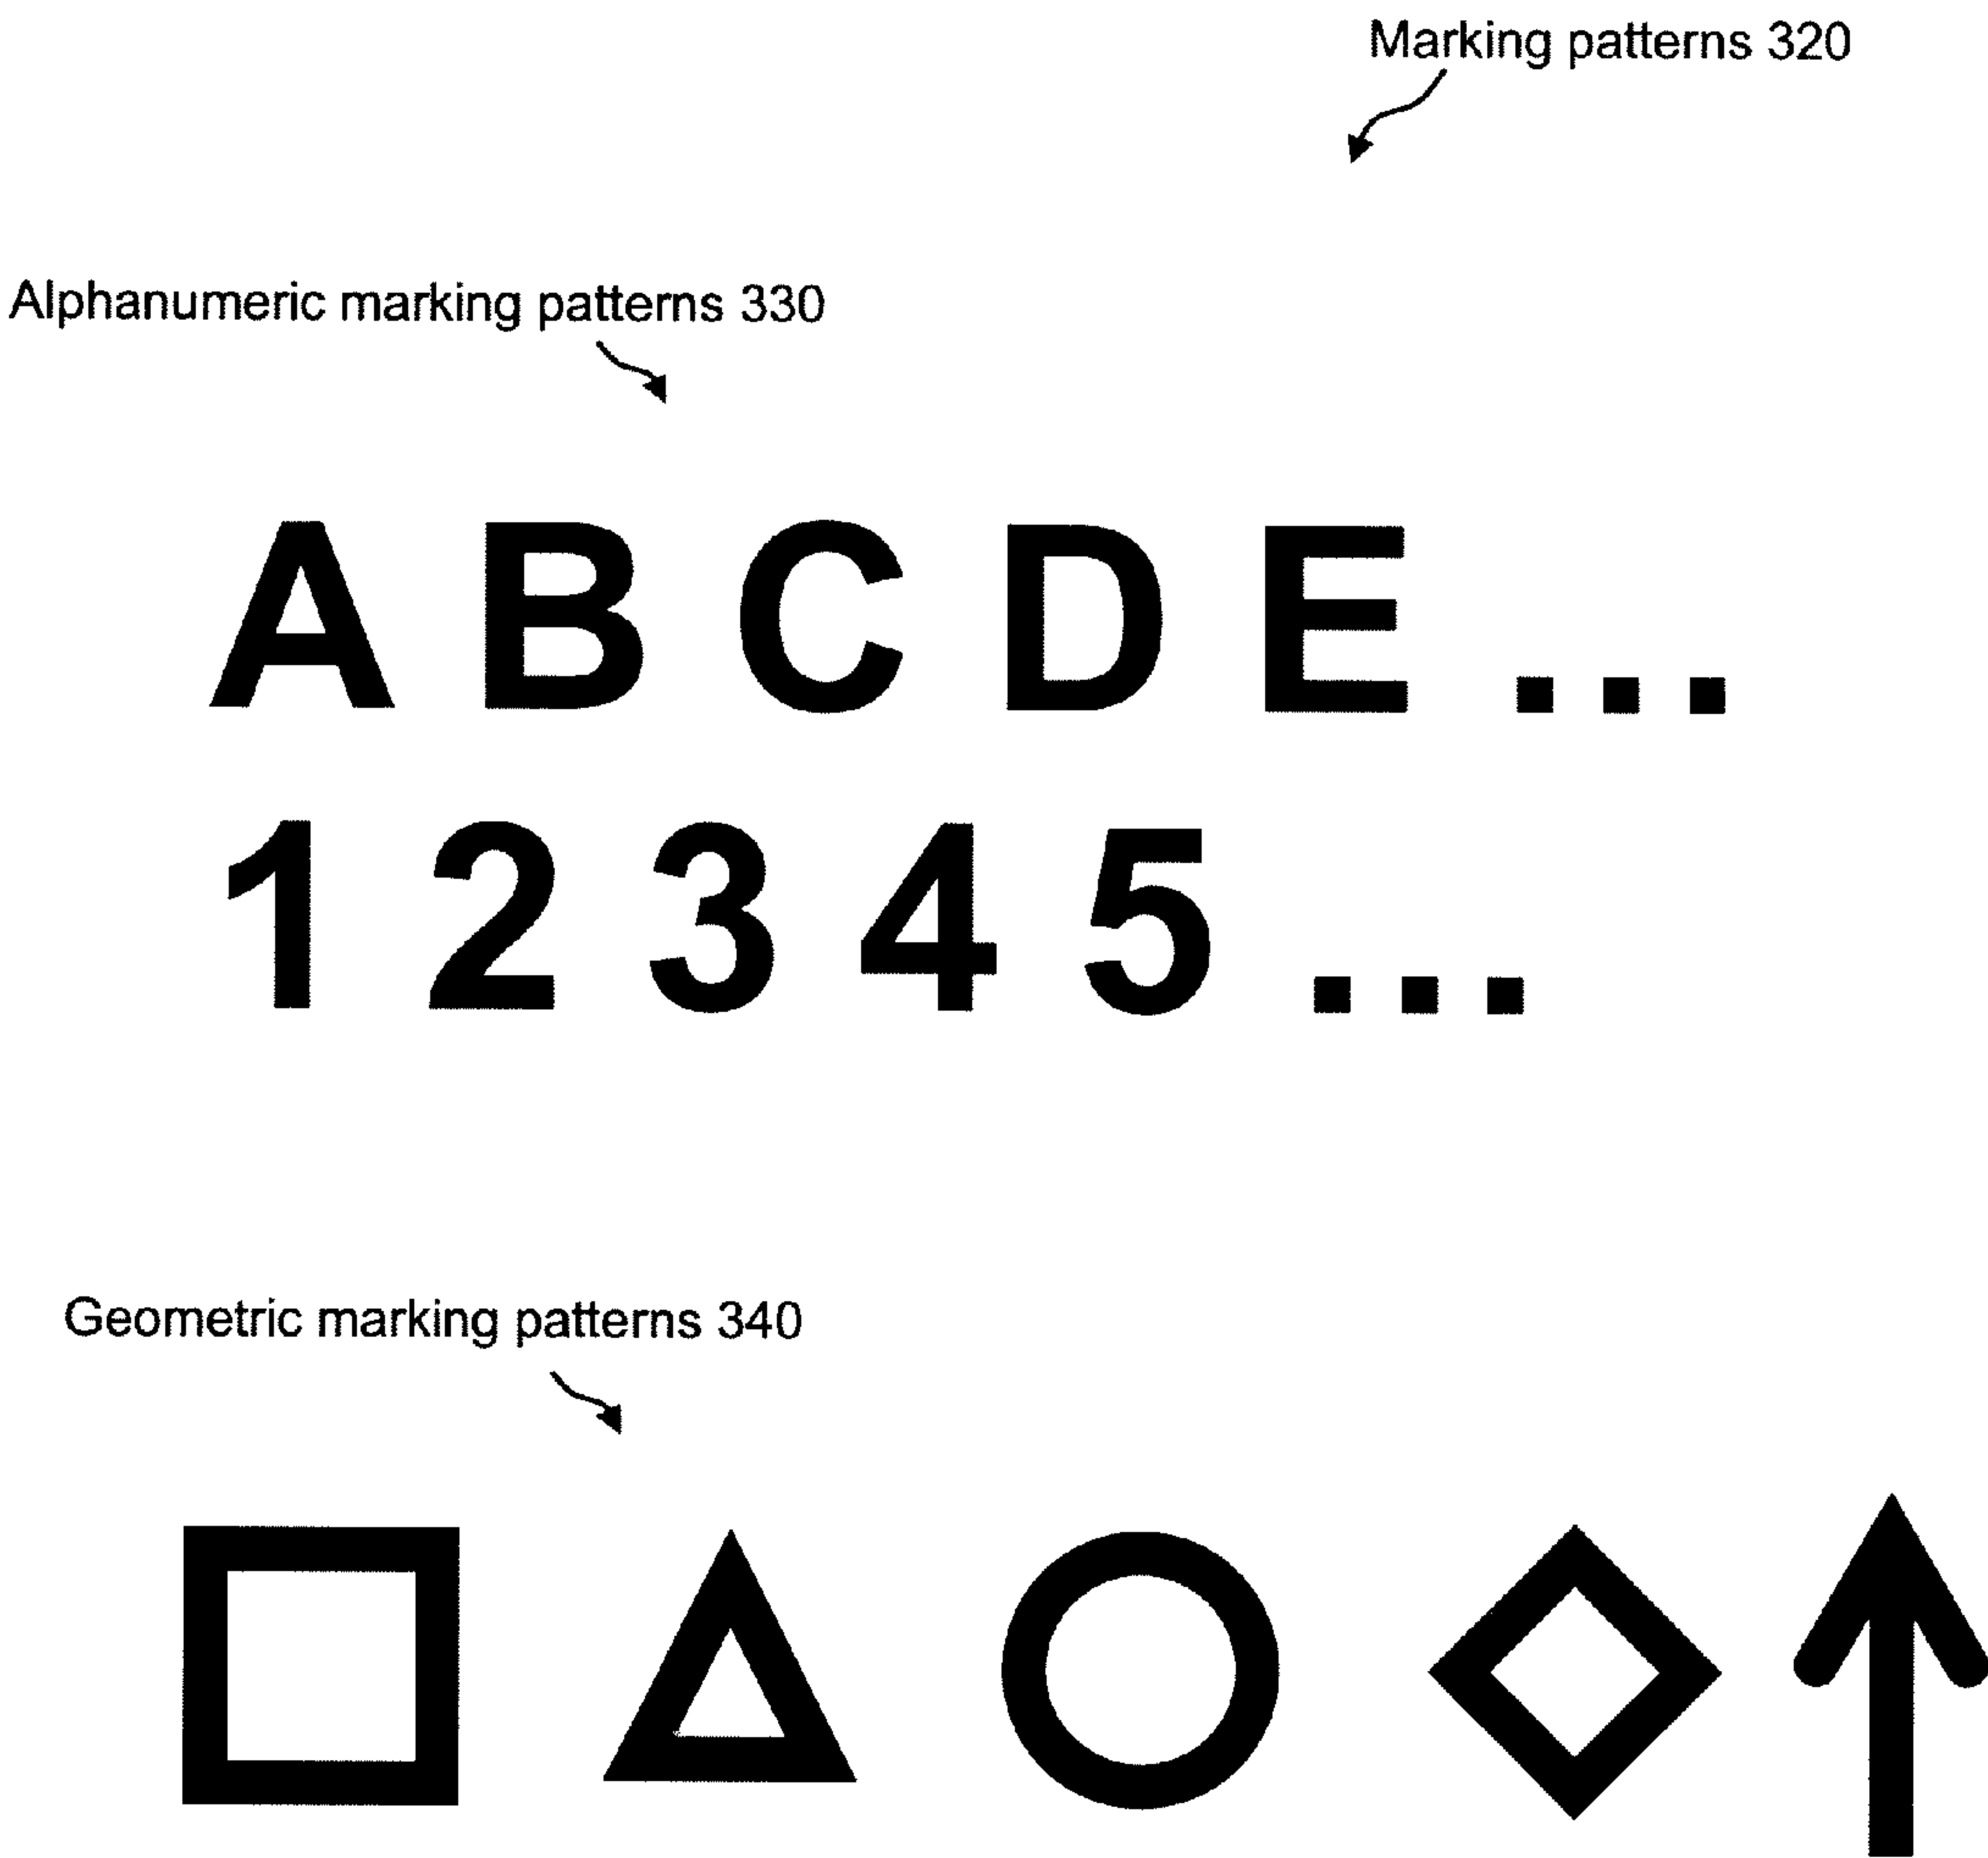 Marking patterns 320
Alphanumeric marking patterns 330
A B C D E . . .
1 2 3 4 5 . . .
Geometric marking patterns 340